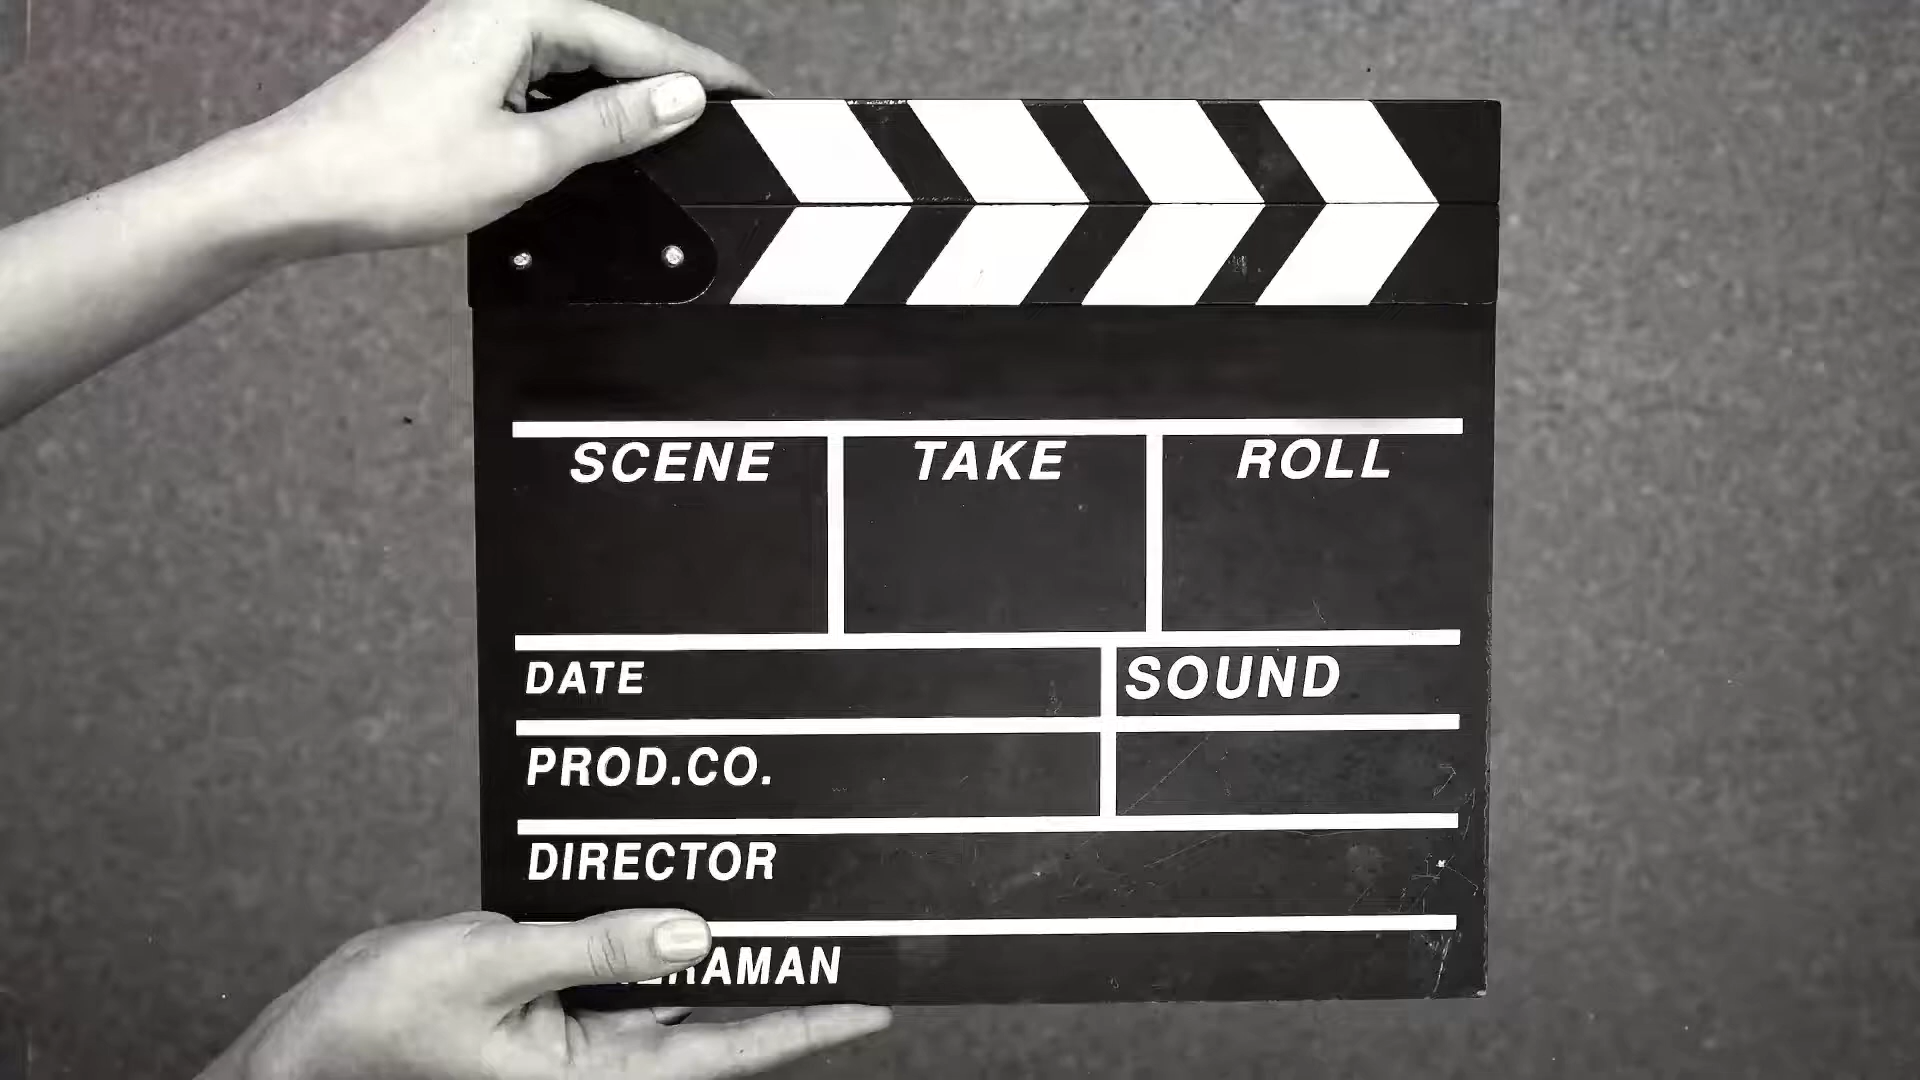 SCENE TAKE ROLL
DATE SOUND
PROD.CO.
DIRECTOR